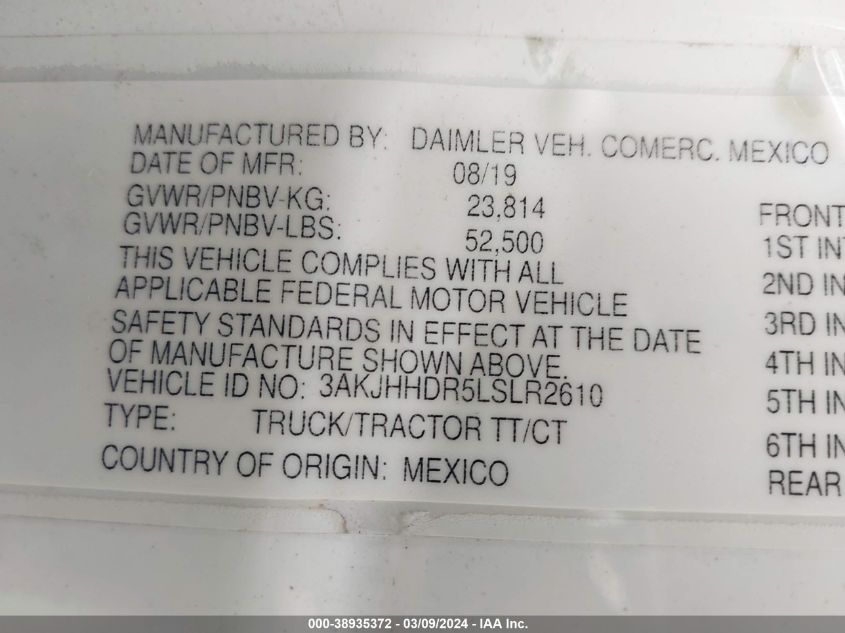 MANUFACTURED BY: DAIMLER VEH. COMERC. MEXICO
DATE OF MFR: 08/19
GVWR/PNBV-KG: 23,814
GVWR/PNBV-LBS: 52,500
THIS VEHICLE COMPLIES WITH ALL
APPLICABLE FEDERAL MOTOR VEHICLE
SAFETY STANDARDS IN EFFECT AT THE DATE
OF MANUFACTURE SHOWN ABOVE.
VEHICLE ID NO: 3AKJHHDR5LSLR2610
TYPE: TRUCK/TRACTOR TT/CT
COUNTRY OF ORIGIN: MEXICO
FRONT
1ST INT
2ND IN
3RD IN
4TH IN
5TH IN
6TH IN
REAR
000-38935372 - 03/09/2024 - IAAI.com